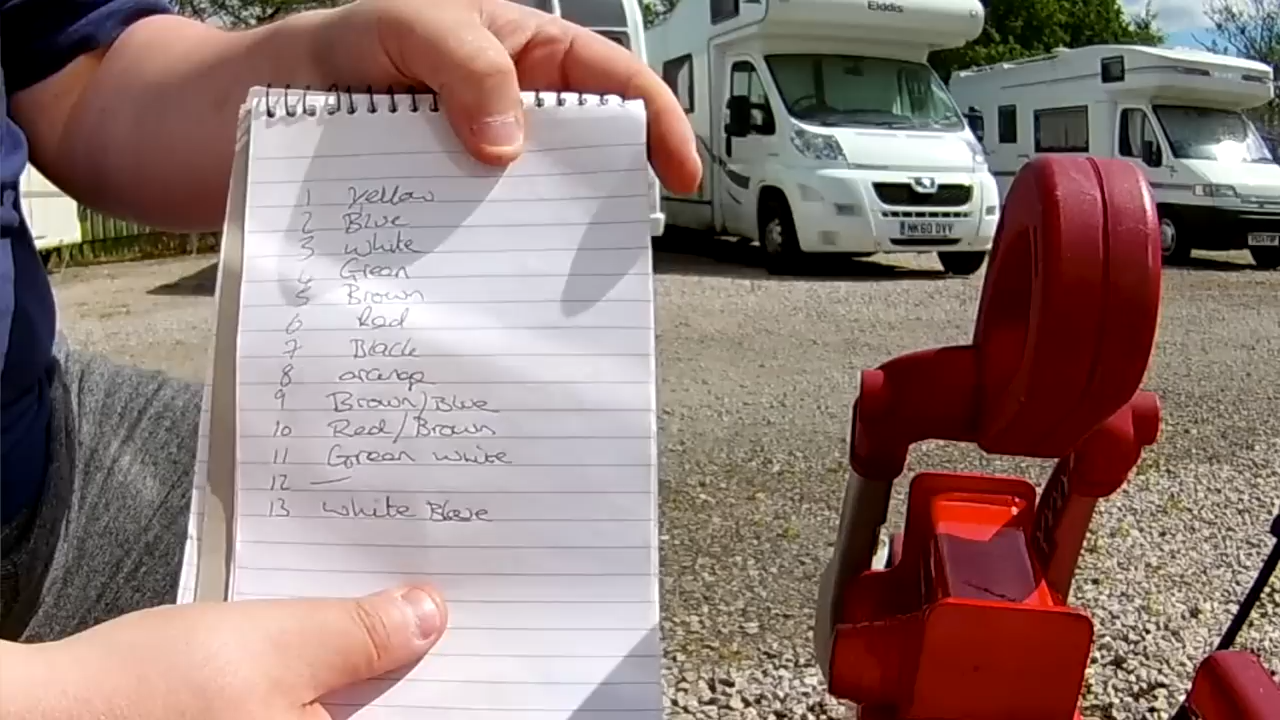 Elddis
NK60 DVV
1 Yellow
2 Blue
3 White
4 Green
5 Brown
6 Red
7 Black
8 orange
9 Brown/Blue
10 Red/Brown
11 Green white
12 —
13 white Blue